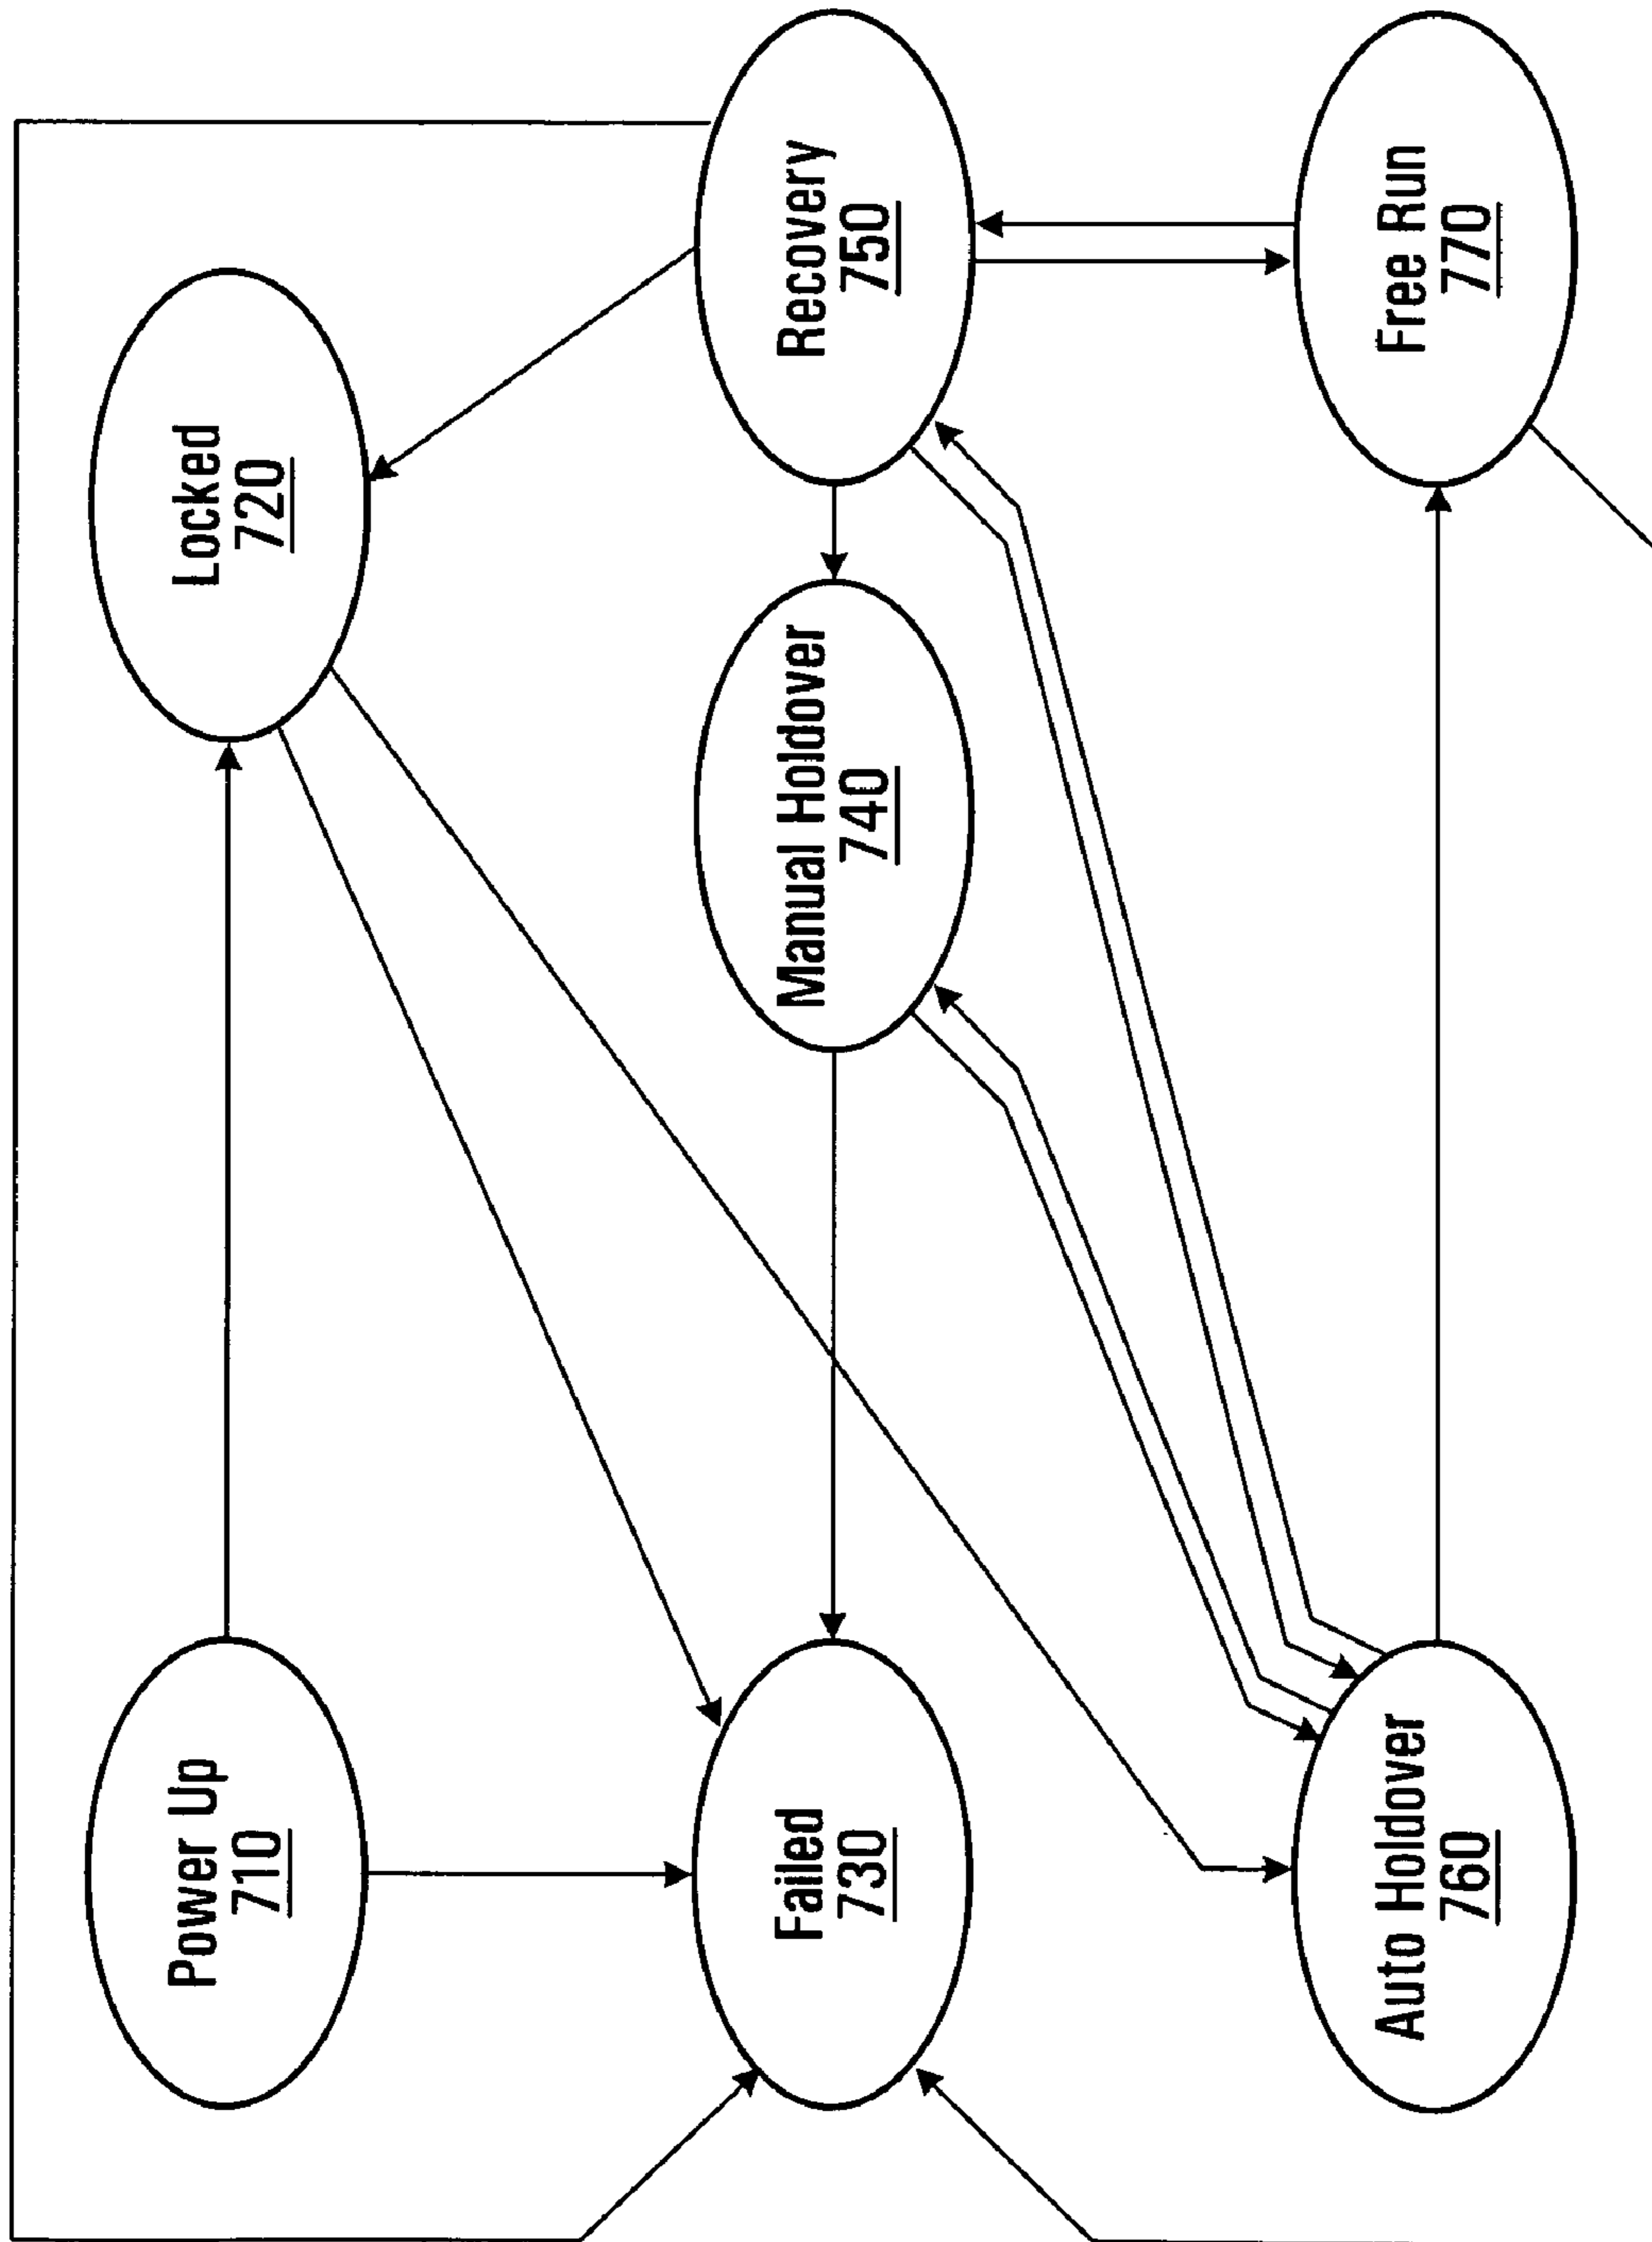 Power Up
710
Locked
720
Failed
730
Manual Holdover
740
Recovery
750
Auto Holdover
760
Free Run
770